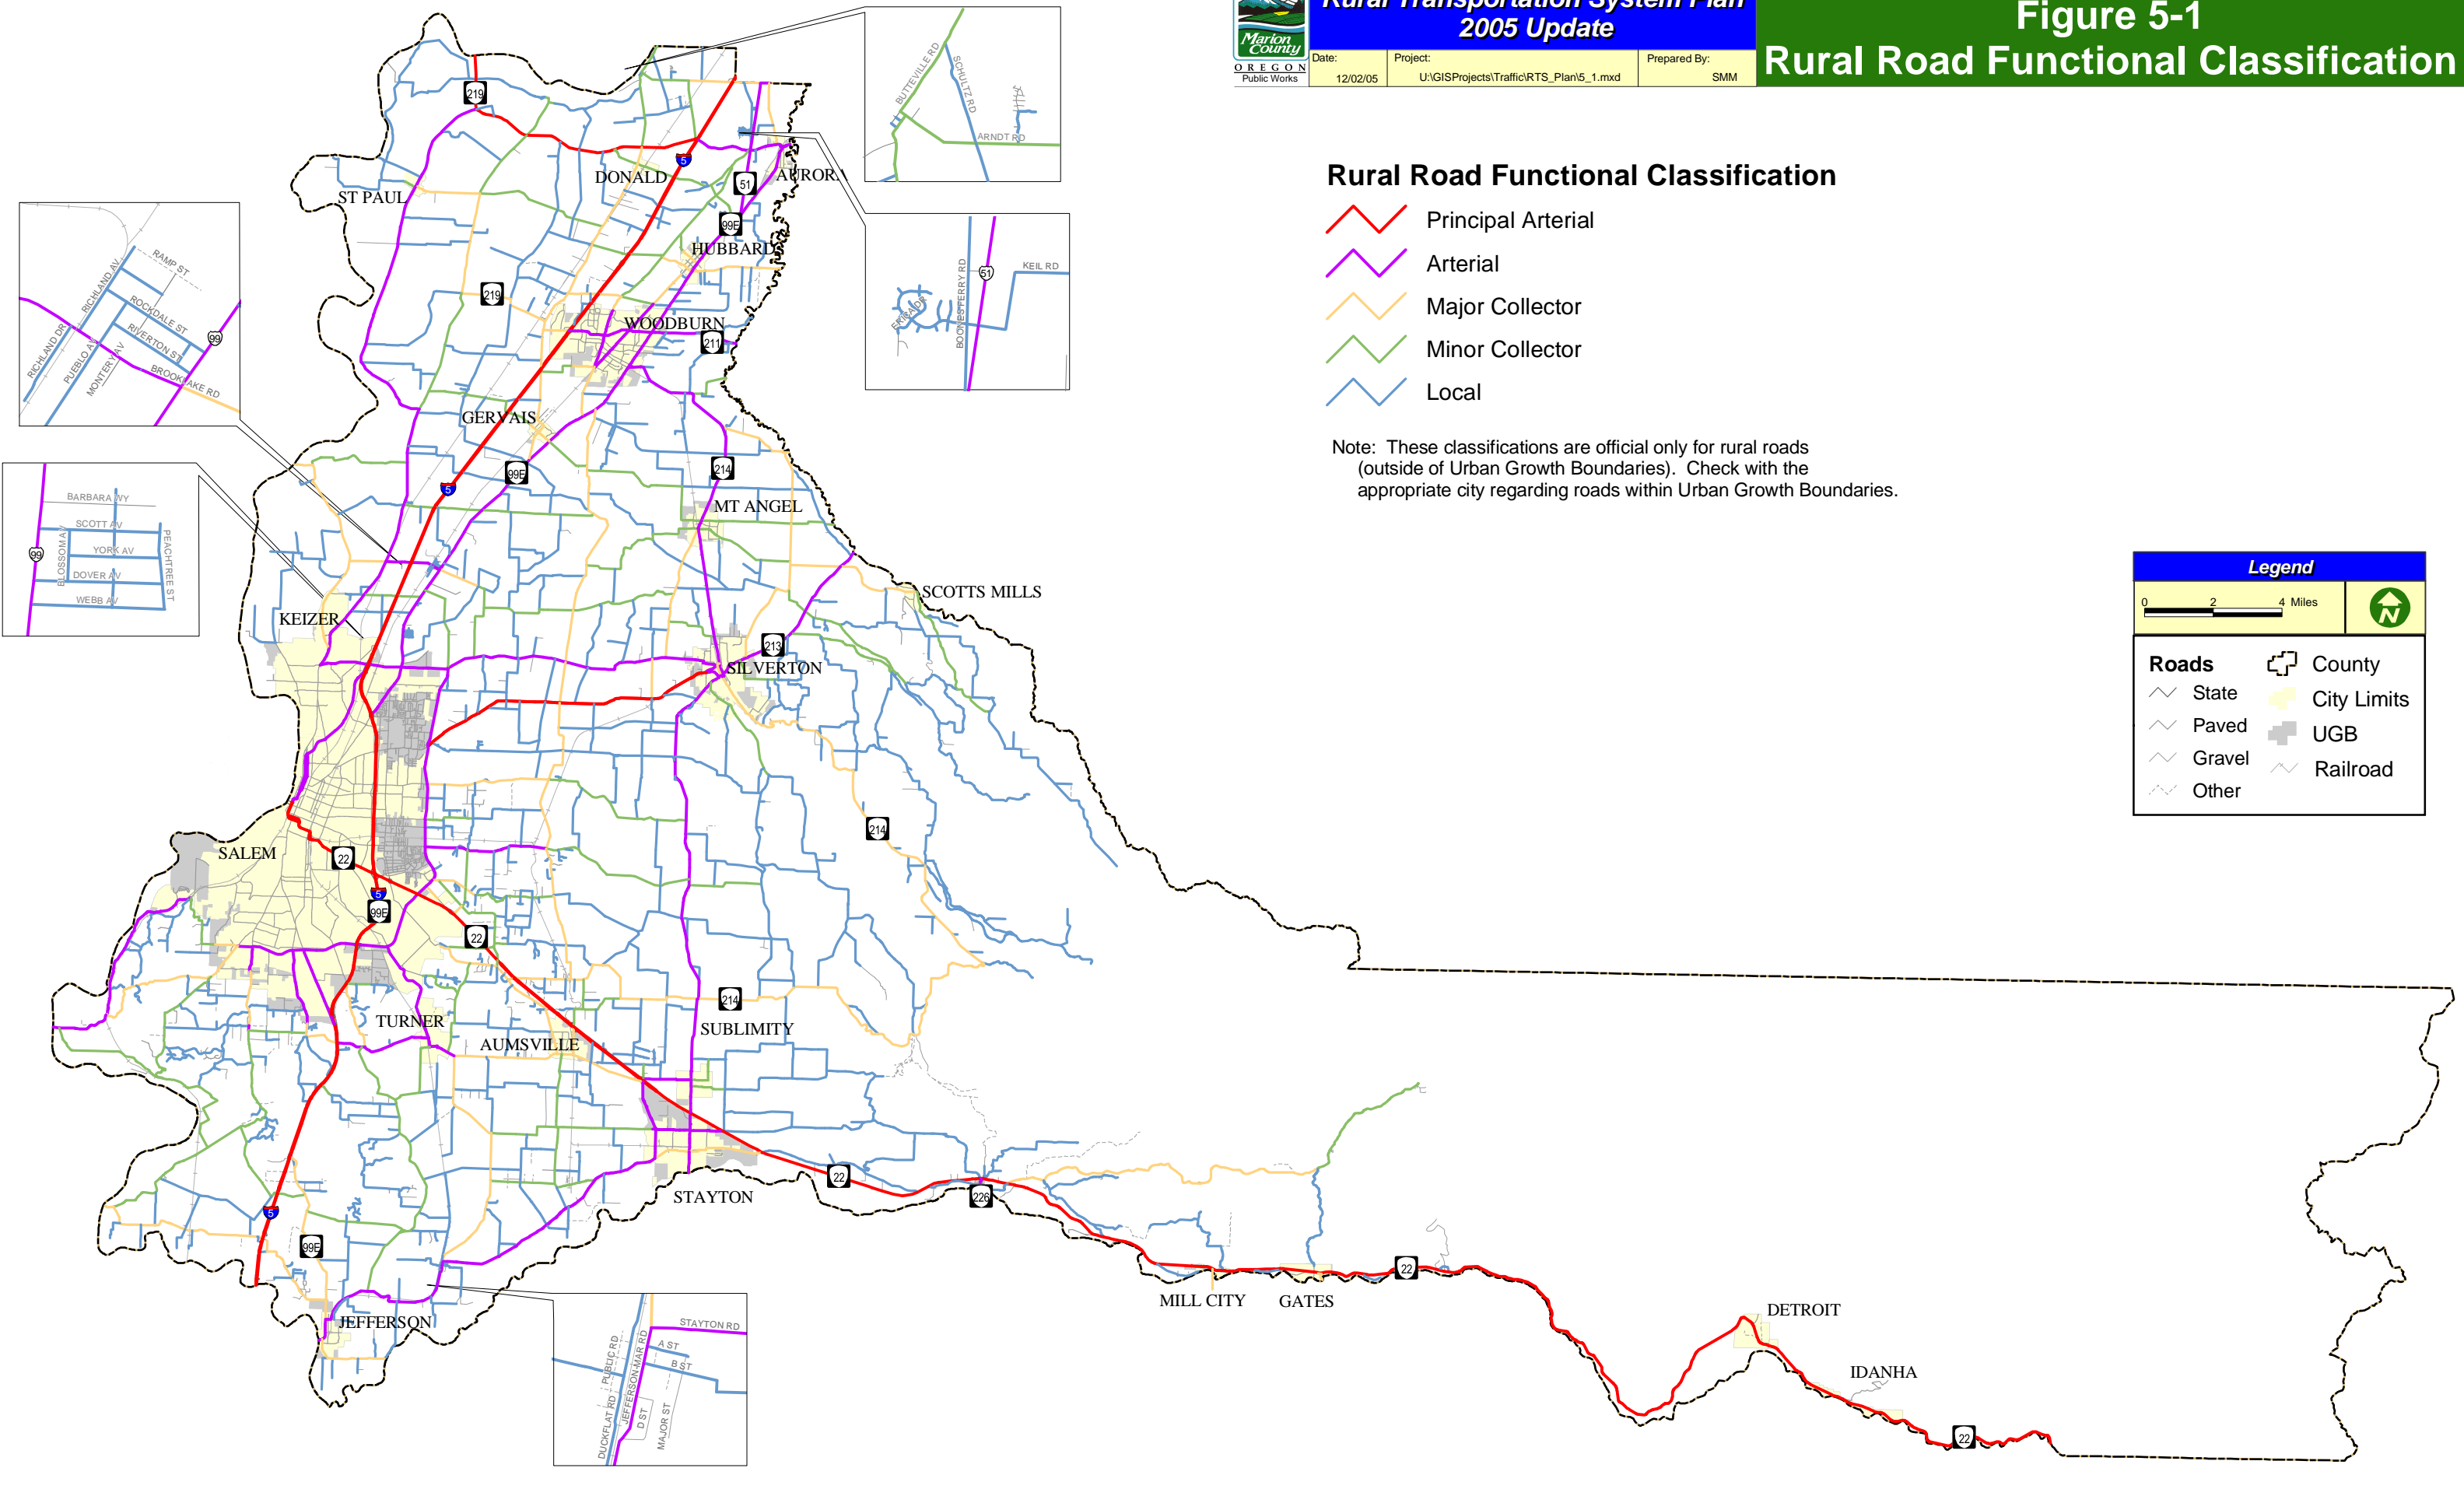 Rural Transportation System Plan
2005 Update
Marion
County
OREGON
Public Works
Date:
12/02/05
Project:
U:\GISProjects\Traffic\RTS_Plan\5_1.mxd
Prepared By:
SMM
Figure 5-1
Rural Road Functional Classification
Rural Road Functional Classification
Principal Arterial
Arterial
Major Collector
Minor Collector
Local
Note: These classifications are official only for rural roads
(outside of Urban Growth Boundaries). Check with the
appropriate city regarding roads within Urban Growth Boundaries.
Legend
0 2 4 Miles
N
Roads
State
Paved
Gravel
Other
County
City Limits
UGB
Railroad
BUTTEVILLE RD
SCHULTZ RD
ARNDT RD
BOONES FERRY RD
51
KEIL RD
ERICA DR
RAMP ST
RICHLAND AV
ROCKDALE ST
RIVERTON ST
RICHLAND DR
PUEBLO AV
MONTERY AV
BROOKLAKE RD
99
BARBARA WY
SCOTT AV
YORK AV
DOVER AV
WEBB AV
BLOSSOM AV
PEACHTREE ST
99
STAYTON RD
A ST
B ST
D ST
MAJOR ST
PUBLIC RD
JEFFERSON-MAR RD
DUCKFLAT RD
219
5
DONALD
AURORA
51
ST PAUL
99E
HUBBARD
219
WOODBURN
211
GERVAIS
99E
214
5
MT ANGEL
SCOTTS MILLS
KEIZER
213
SILVERTON
214
SALEM
22
5
99E
22
214
TURNER
SUBLIMITY
AUMSVILLE
22
STAYTON
226
5
99E
JEFFERSON
22
MILL CITY
GATES
DETROIT
IDANHA
22